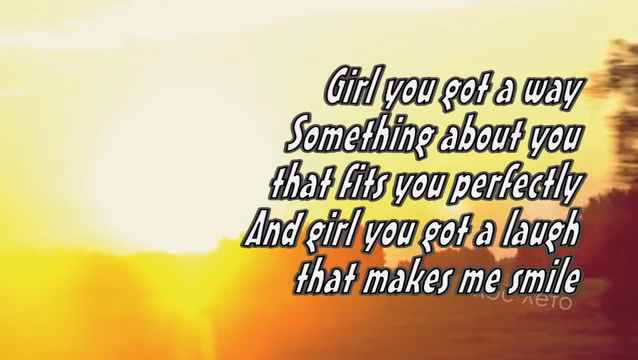 Girl you got a way
Something about you
that fits you perfectly
And girl you got a laugh
that makes me smile
лето